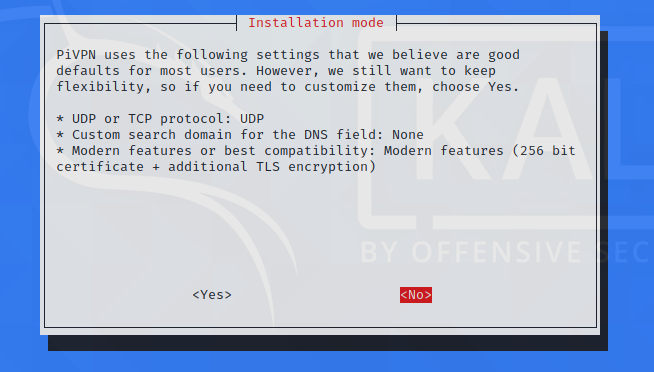 Installation mode
PiVPN uses the following settings that we believe are good
defaults for most users. However, we still want to keep
flexibility, so if you need to customize them, choose Yes.
* UDP or TCP protocol: UDP
* Custom search domain for the DNS field: None
* Modern features or best compatibility: Modern features (256 bit
certificate + additional TLS encryption)
KAL
BY OFFENSIVE SEC
<Yes> <No>